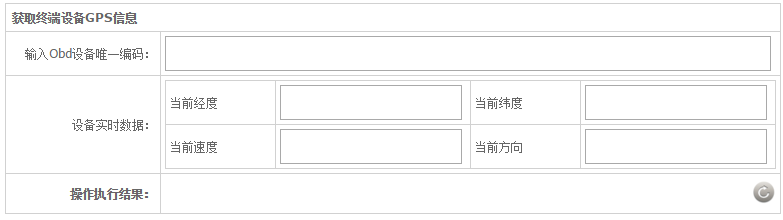 获取终端设备GPS信息
输入Obd设备唯一编码：
设备实时数据：
当前经度
当前纬度
当前速度
当前方向
操作执行结果：